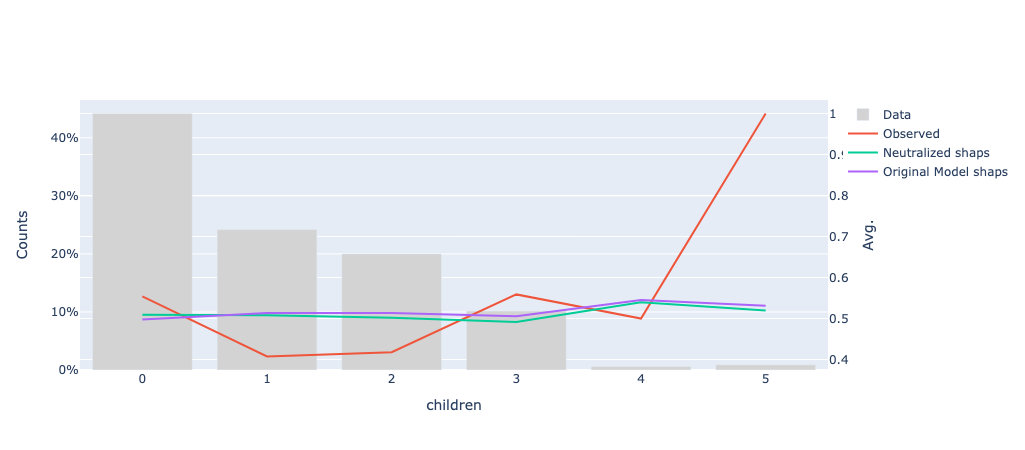 40%
30%
20%
10%
0%
Counts
0 1 2 3 4 5
children
1
0.8
0.7
0.6
0.5
0.4
Avg.
Data
Observed
Neutralized shaps
Original Model shaps